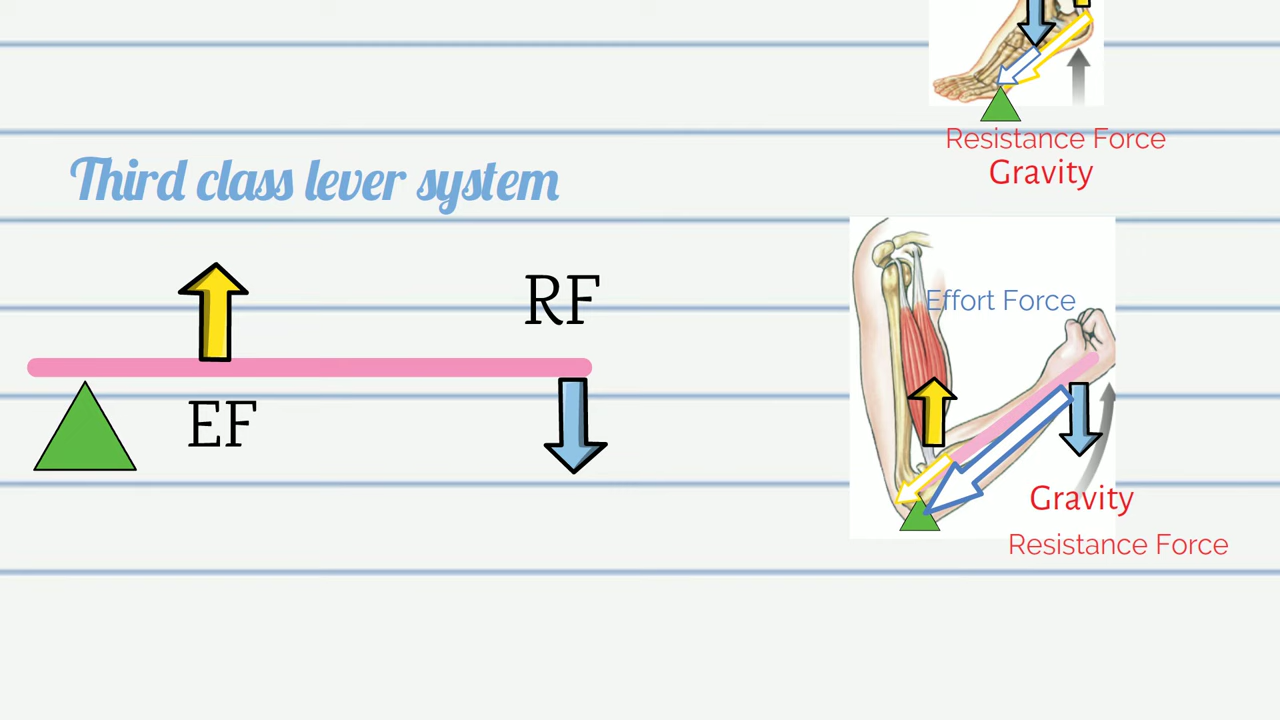 Resistance Force
Gravity
Third class lever system
RF
EF
Effort Force
Gravity
Resistance Force